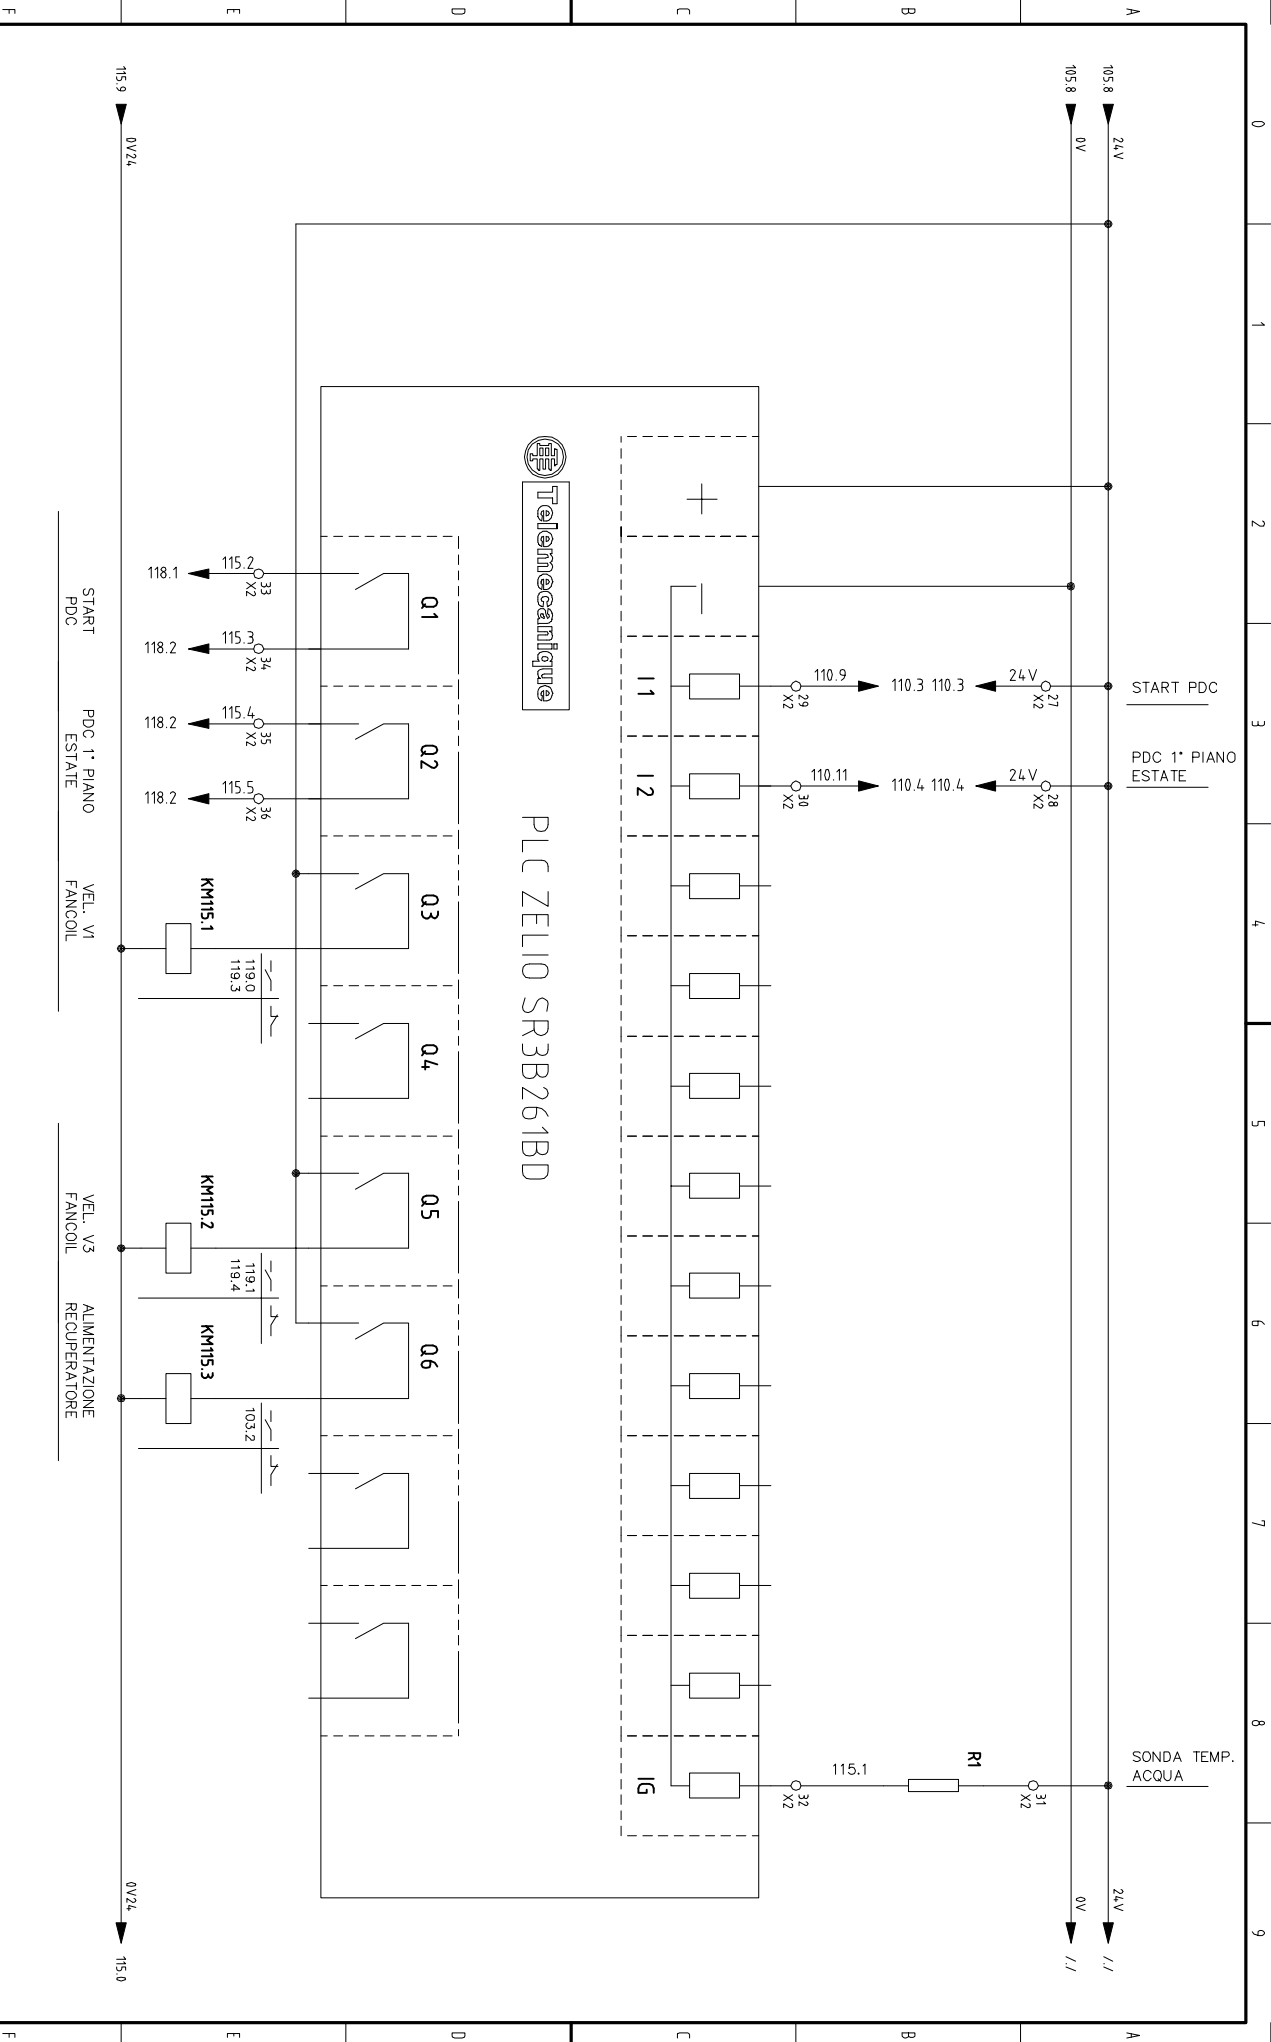 0 1 2 3 4 5 6 7 8 9
A
B
C
D
E
F
A
B
C
D
E
F
105.8
24V
24V
/./
105.8
0V
0V
/./
START PDC
PDC 1° PIANO
ESTATE
SONDA TEMP.
ACQUA
24V
27
X2
110.3
110.3
110.9
29
X2
24V
28
X2
110.4
110.4
110.11
30
X2
31
X2
R1
115.1
32
X2
I1
I2
IG
Telemecanique
PLC ZELIO SR3B261BD
Q1
Q2
Q3
Q4
Q5
Q6
115.2
33
X2
118.1
115.3
34
X2
118.2
115.4
35
X2
118.2
115.5
36
X2
118.2
KM115.1
119.0
119.3
KM115.2
119.1
119.4
KM115.3
103.2
115.9
0V24
0V24
115.0
START
PDC
PDC 1° PIANO
ESTATE
VEL. V1
FANCOIL
VEL. V3
FANCOIL
ALIMENTAZIONE
RECUPERATORE